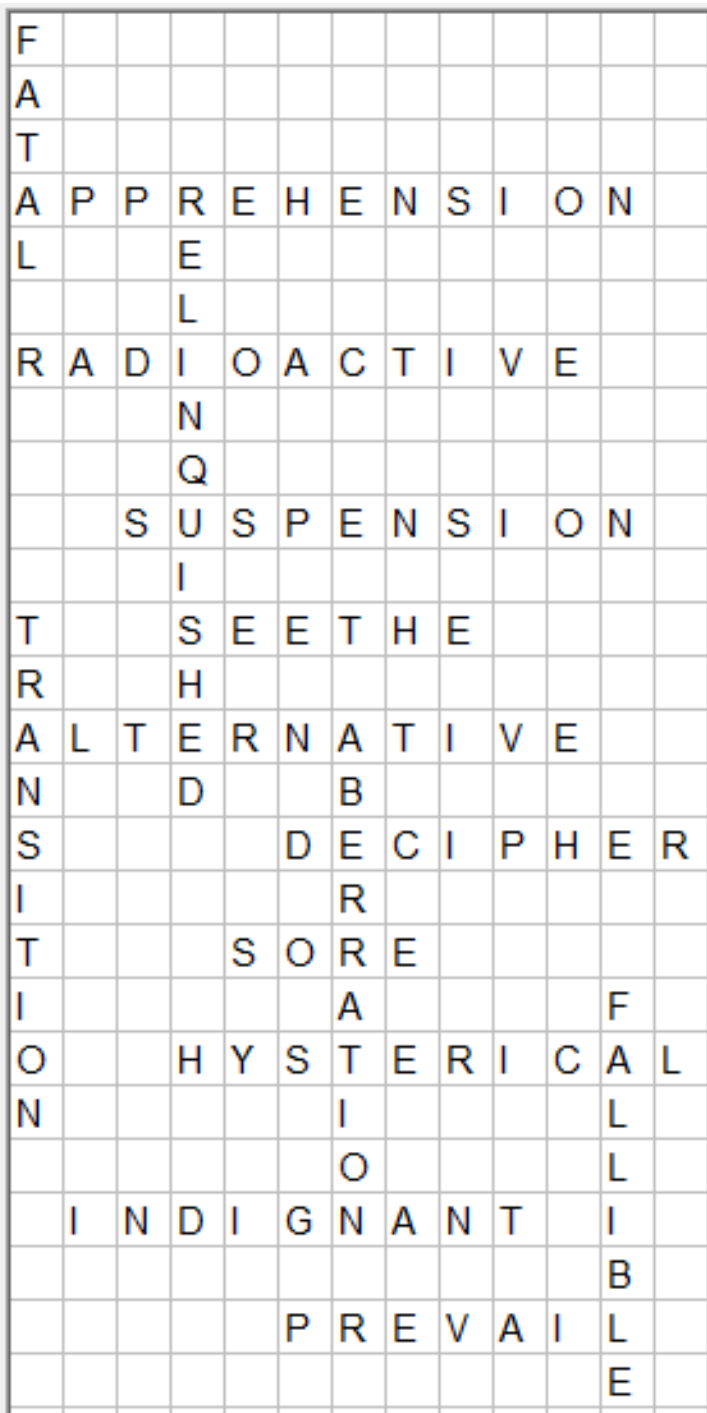 F
A
T
APPREHENSION
L E
L
RADIOACTIVE
N
Q
SUSPENSION
I
T SEETHE
R H
ALTERNATIVE
N D B
S DECIPHER
I R
T SORE
I A F
O HYSTERICAL
N I L
O L
INDIGNANT I
B
PREVAIL
E